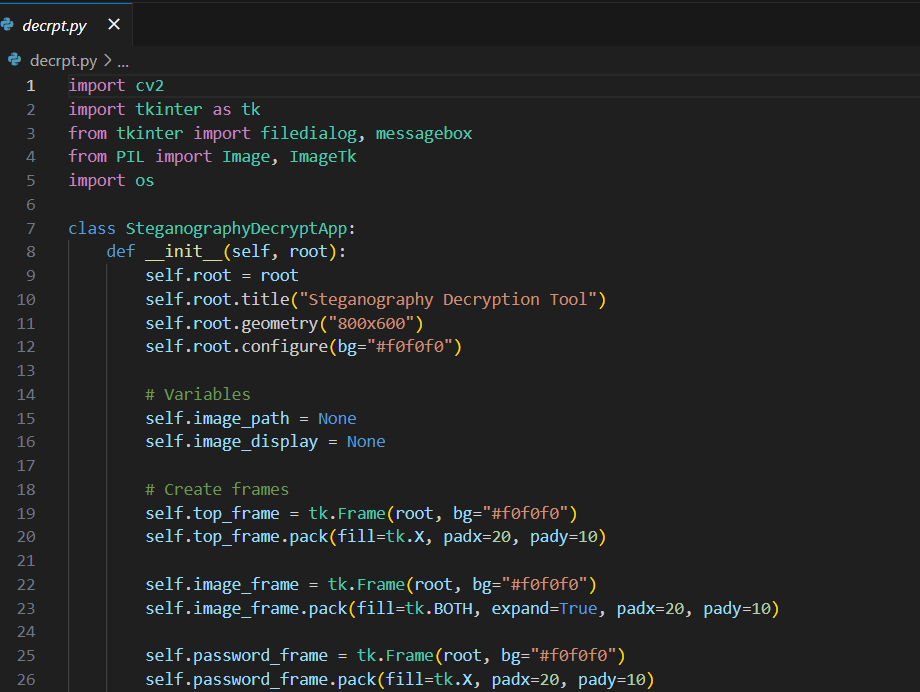 decrpt.py ×
decrpt.py > ...
1 import cv2
2 import tkinter as tk
3 from tkinter import filedialog, messagebox
4 from PIL import Image, ImageTk
5 import os
6
7 class SteganographyDecryptApp:
8     def __init__(self, root):
9         self.root = root
10         self.root.title("Steganography Decryption Tool")
11         self.root.geometry("800x600")
12         self.root.configure(bg="#f0f0f0")
13
14         # Variables
15         self.image_path = None
16         self.image_display = None
17
18         # Create frames
19         self.top_frame = tk.Frame(root, bg="#f0f0f0")
20         self.top_frame.pack(fill=tk.X, padx=20, pady=10)
21
22         self.image_frame = tk.Frame(root, bg="#f0f0f0")
23         self.image_frame.pack(fill=tk.BOTH, expand=True, padx=20, pady=10)
24
25         self.password_frame = tk.Frame(root, bg="#f0f0f0")
26         self.password_frame.pack(fill=tk.X, padx=20, pady=10)